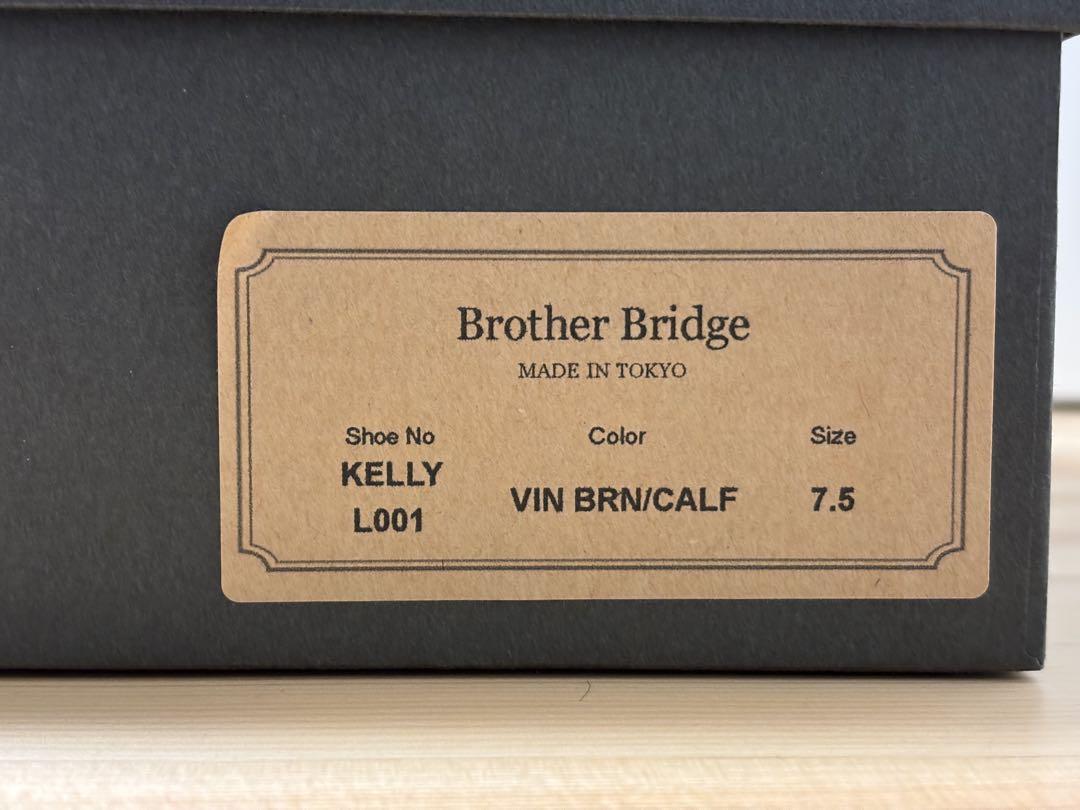 Brother Bridge
MADE IN TOKYO
Shoe No Color Size
KELLY
L001 VIN BRN/CALF 7.5